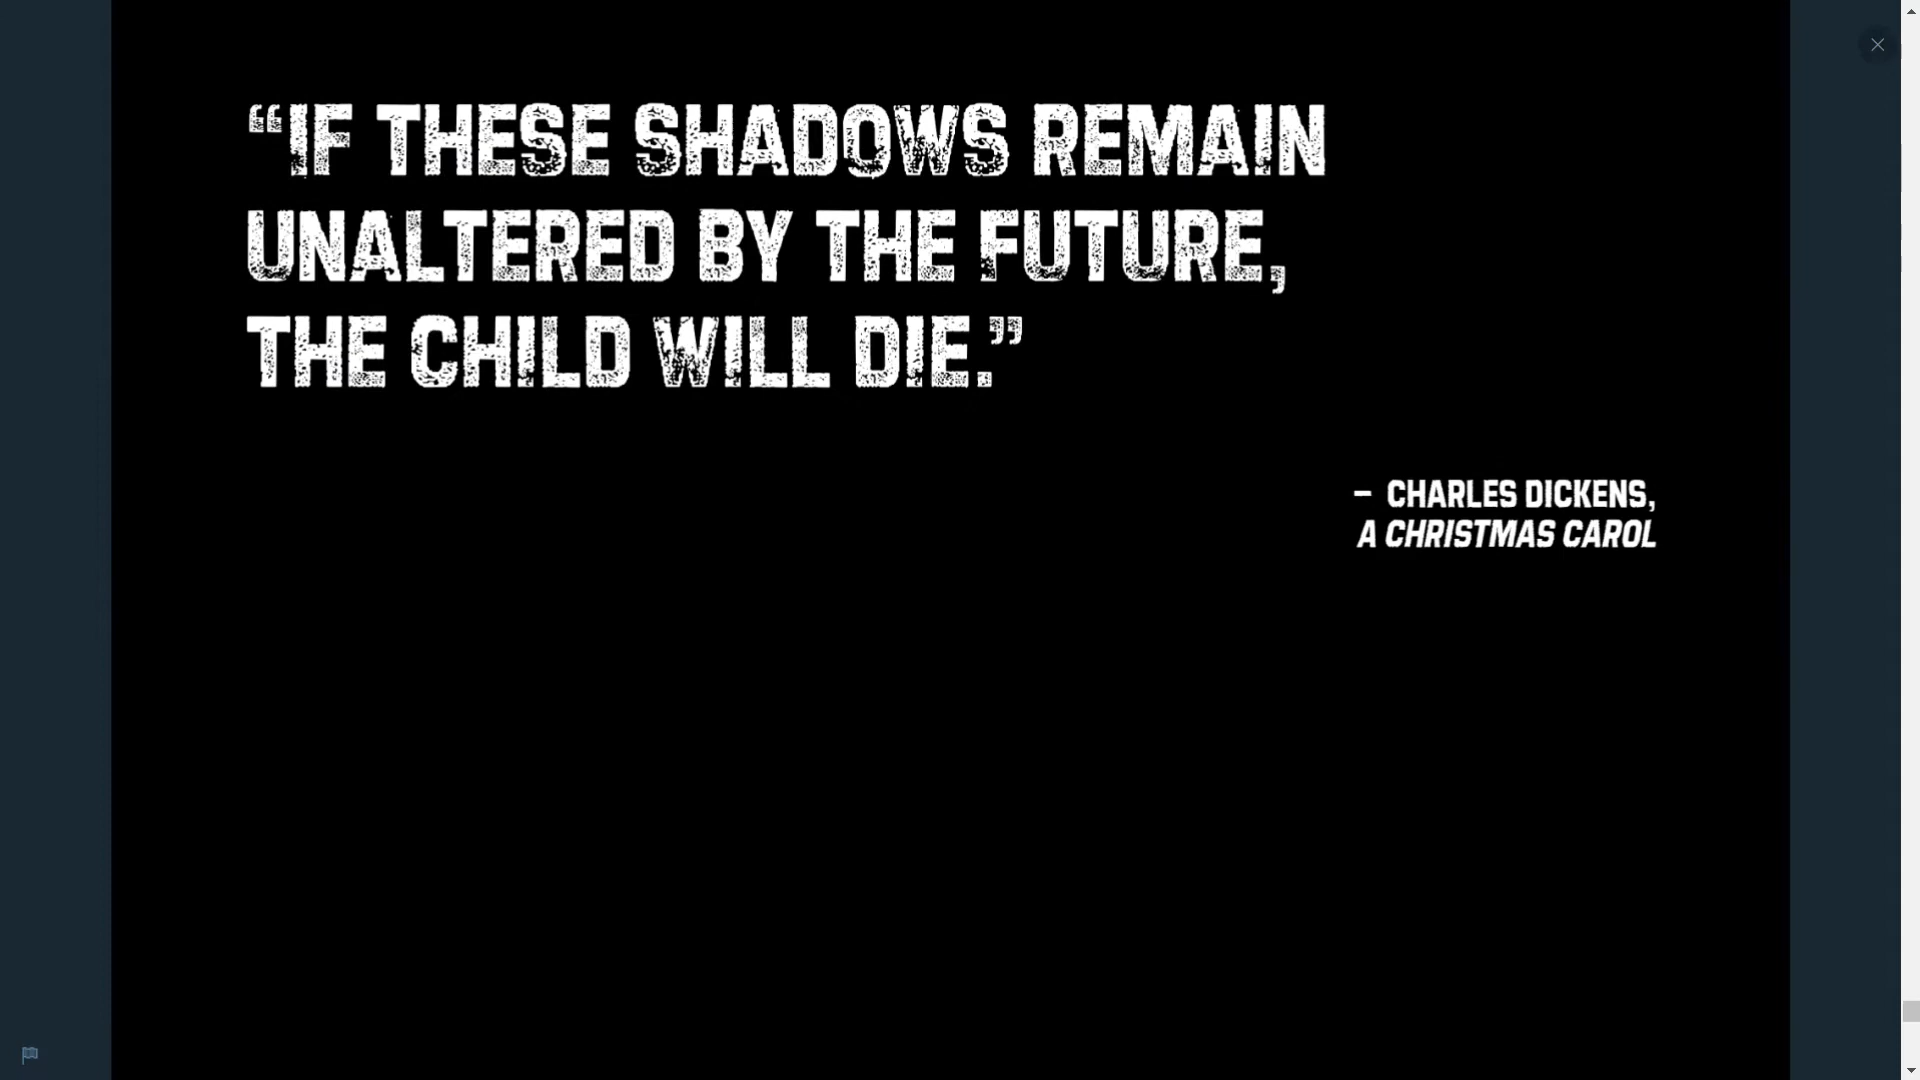 “IF THESE SHADOWS REMAIN
UNALTERED BY THE FUTURE,
THE CHILD WILL DIE.”
– CHARLES DICKENS,
A CHRISTMAS CAROL